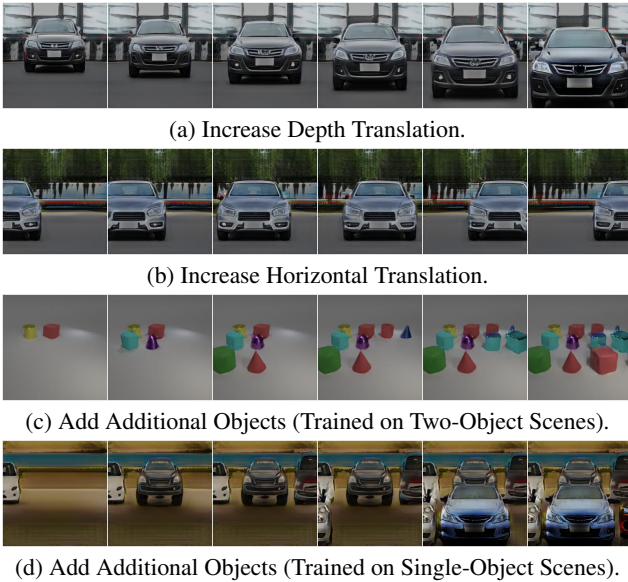 (a) Increase Depth Translation.
(b) Increase Horizontal Translation.
(c) Add Additional Objects (Trained on Two-Object Scenes).
(d) Add Additional Objects (Trained on Single-Object Scenes).